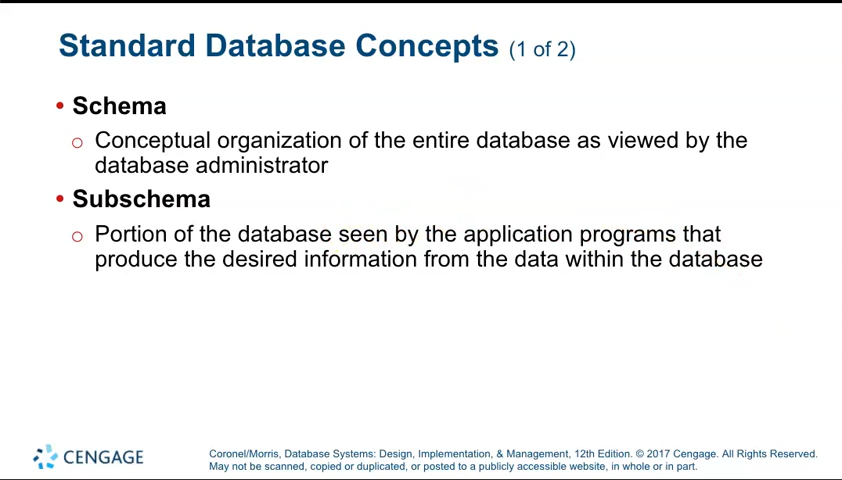 Standard Database Concepts (1 of 2)
• Schema
o Conceptual organization of the entire database as viewed by the
database administrator
• Subschema
o Portion of the database seen by the application programs that
produce the desired information from the data within the database
CENGAGE
Coronel/Morris, Database Systems: Design, Implementation, & Management, 12th Edition. © 2017 Cengage. All Rights Reserved.
May not be scanned, copied or duplicated, or posted to a publicly accessible website, in whole or in part.